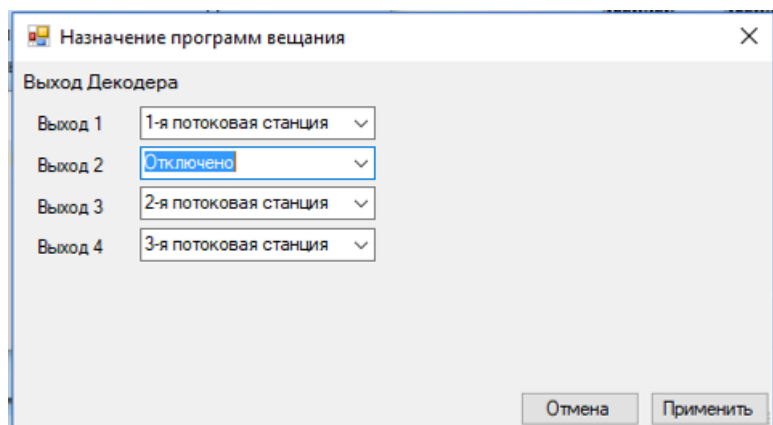 Назначение программ вещания
Выход Декодера
Выход 1 1-я потоковая станция
Выход 2 Отключено
Выход 3 2-я потоковая станция
Выход 4 3-я потоковая станция
Отмена Применить